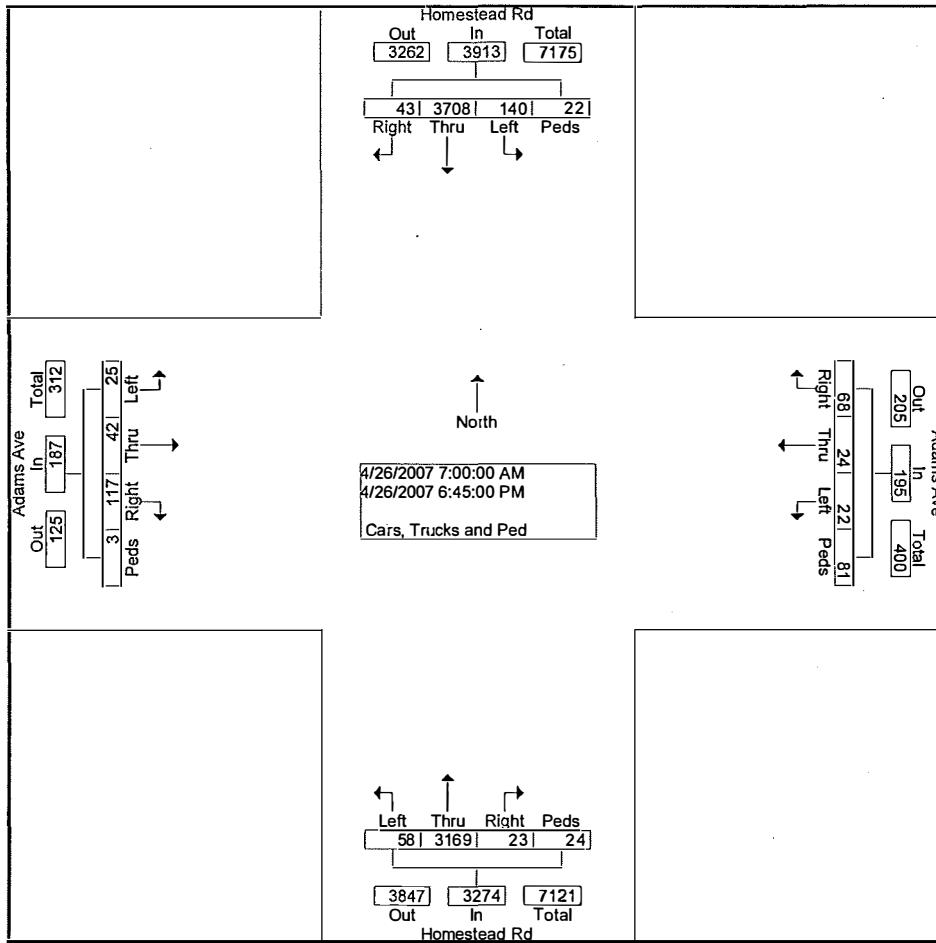 Homestead Rd
Out In Total
3262 3913 7175
43 3708 140 22
Right Thru Left Peds
Adams Ave
Total In Out
312 187 125
25 42 117 3
Left Thru Right Peds
North
4/26/2007 7:00:00 AM
4/26/2007 6:45:00 PM
Cars, Trucks and Ped
Right Thru Left Peds
68 24 22 81
Out In Total
205 195 400
Adams Ave
Left Thru Right Peds
58 3169 23 24
3847 3274 7121
Out In Total
Homestead Rd